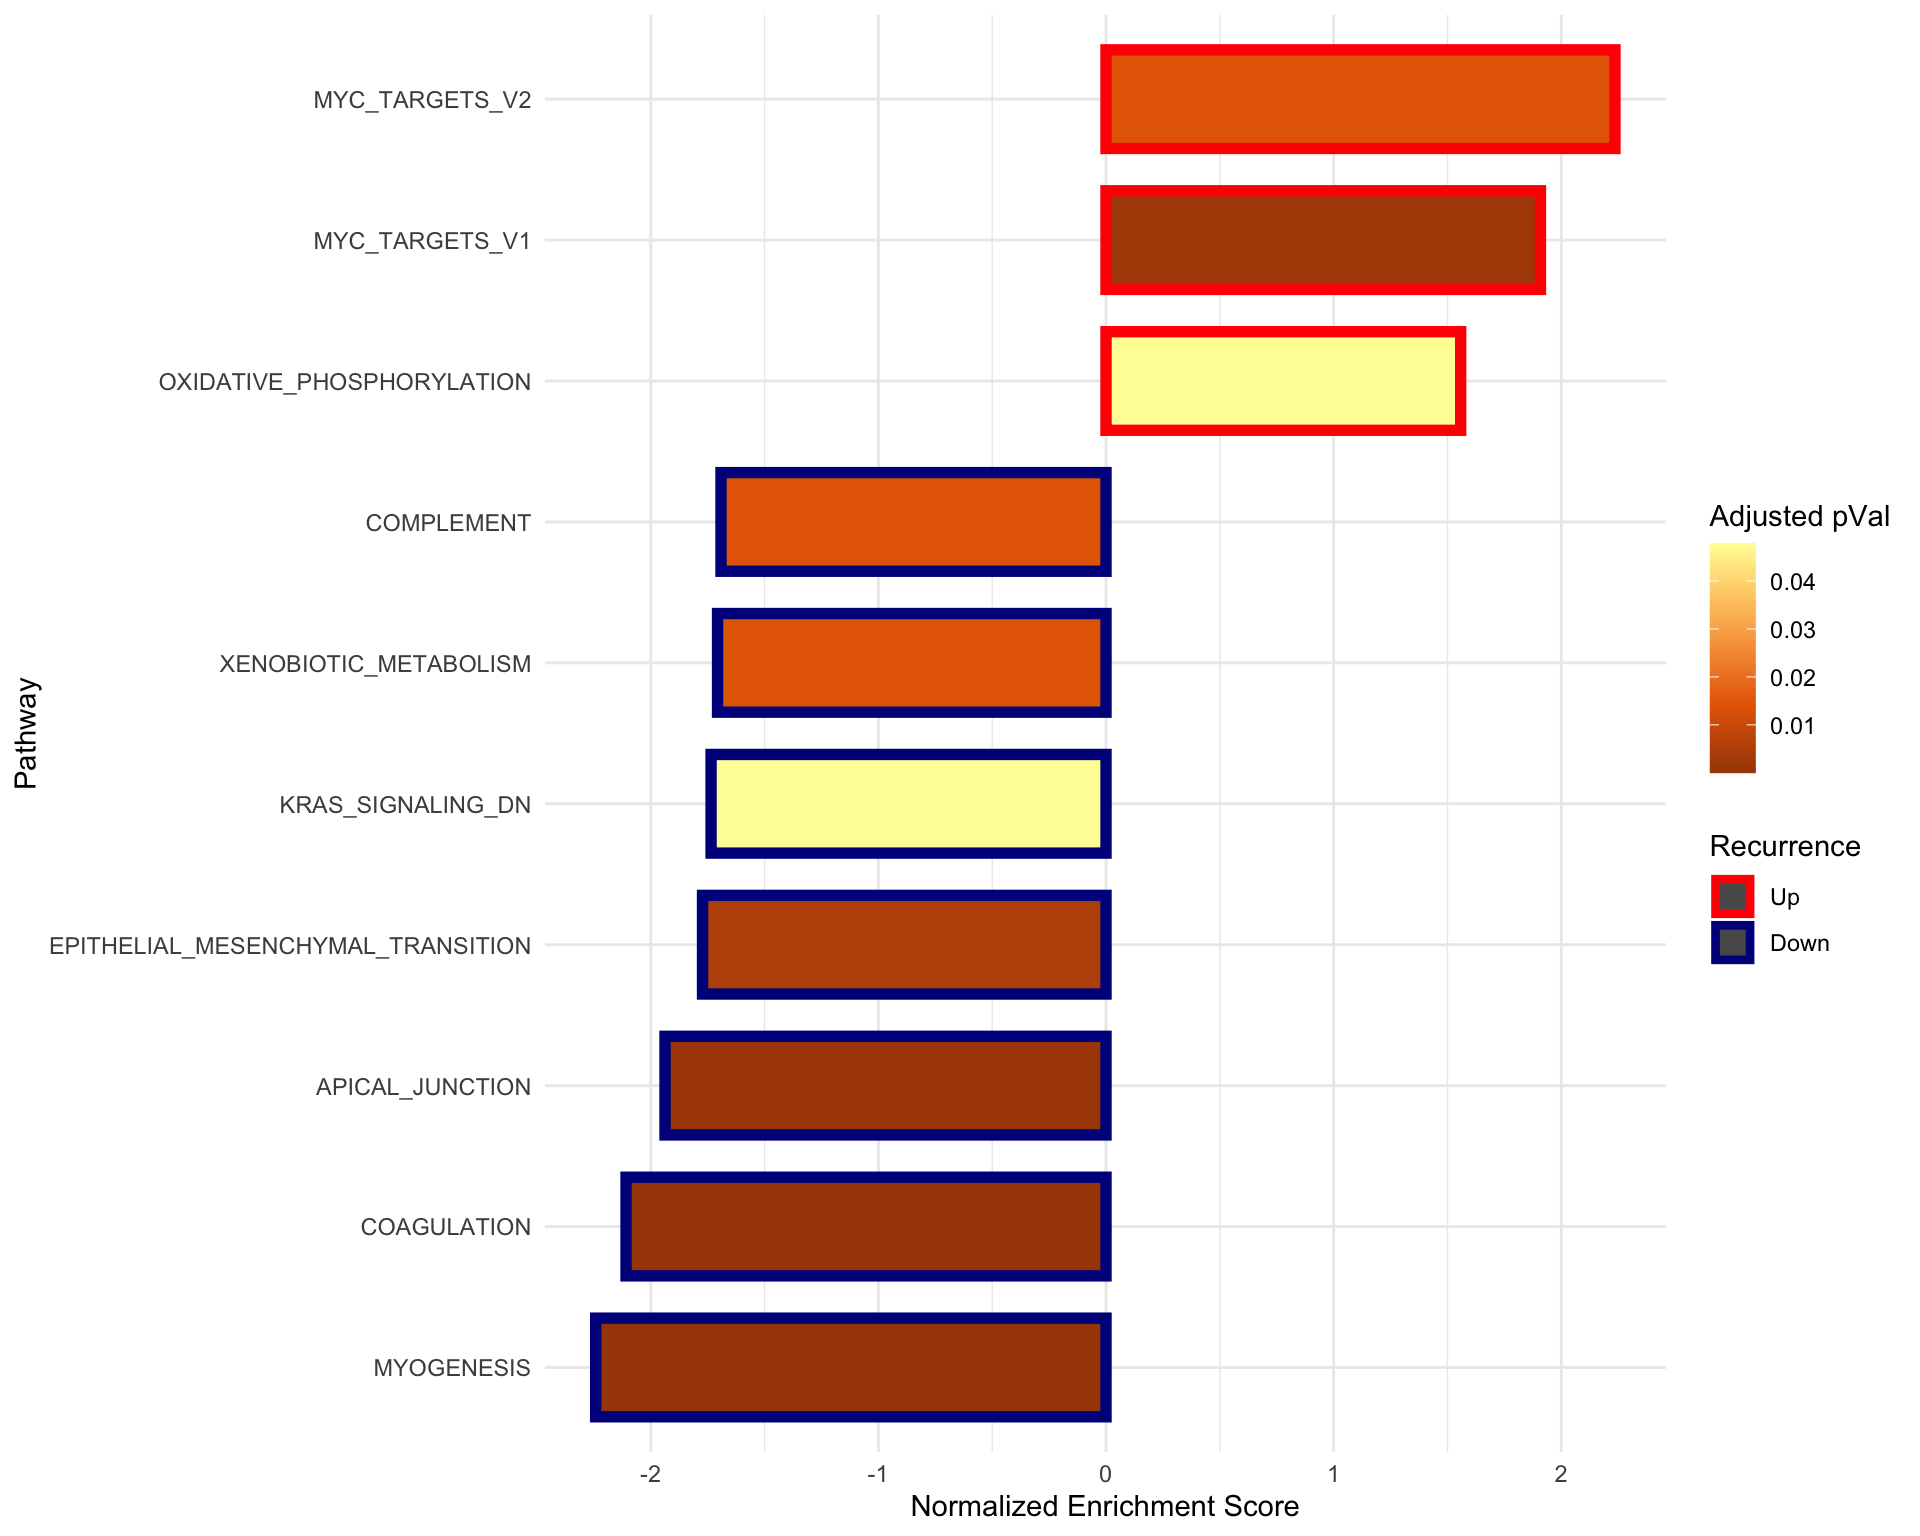 MYC_TARGETS_V2
MYC_TARGETS_V1
OXIDATIVE_PHOSPHORYLATION
COMPLEMENT
XENOBIOTIC_METABOLISM
KRAS_SIGNALING_DN
EPITHELIAL_MESENCHYMAL_TRANSITION
APICAL_JUNCTION
COAGULATION
MYOGENESIS
Pathway
-2
-1
0
1
2
Normalized Enrichment Score
Adjusted pVal
0.04
0.03
0.02
0.01
Recurrence
Up
Down